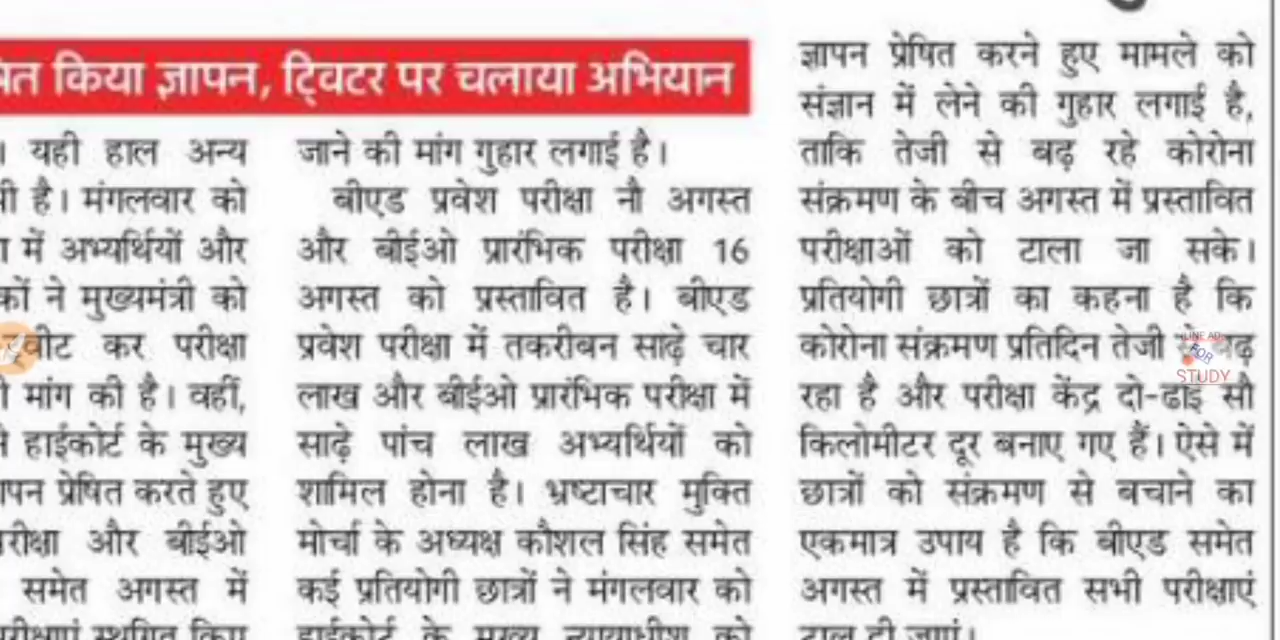 किया ज्ञापन, ट्विटर पर चलाया अभियान
। यही हाल अन्य
है। मंगलवार को
में अभ्यर्थियों और
ने मुख्यमंत्री को
कर परीक्षा
मांग की है। वहीं,
हाईकोर्ट के मुख्य
प्रेषित करते हुए
और बीईओ
समेत अगस्त में
स्थगित किए
जाने की मांग गुहार लगाई है।
बीएड प्रवेश परीक्षा नौ अगस्त
और बीईओ प्रारंभिक परीक्षा 16
अगस्त को प्रस्तावित है। बीएड
प्रवेश परीक्षा में तकरीबन साढ़े चार
लाख और बीईओ प्रारंभिक परीक्षा में
साढ़े पांच लाख अभ्यर्थियों को
शामिल होना है। भ्रष्टाचार मुक्ति
मोर्चा के अध्यक्ष कौशल सिंह समेत
कई प्रतियोगी छात्रों ने मंगलवार को
हाईकोर्ट के मुख्य न्यायाधीश को
ज्ञापन प्रेषित करने हुए मामले को
संज्ञान में लेने की गुहार लगाई है,
ताकि तेजी से बढ़ रहे कोरोना
संक्रमण के बीच अगस्त में प्रस्तावित
परीक्षाओं को टाला जा सके।
प्रतियोगी छात्रों का कहना है कि
कोरोना संक्रमण प्रतिदिन तेजी
रहा है और परीक्षा केंद्र दो-ढाई सौ
किलोमीटर दूर बनाए गए हैं। ऐसे में
छात्रों को संक्रमण से बचाने का
एकमात्र उपाय है कि बीएड समेत
अगस्त में प्रस्तावित सभी परीक्षाएं
टाल दी जाएं।
FOR
STUDY